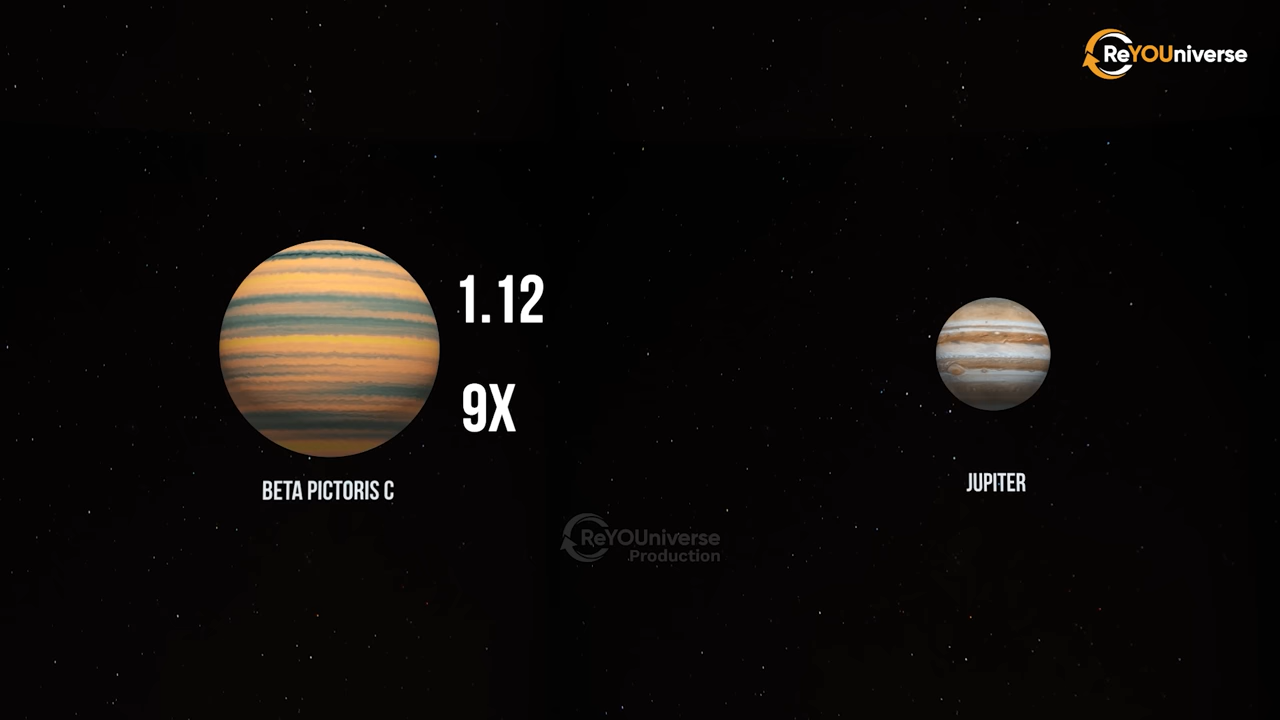 ReYOUniverse
1.12
9X
BETA PICTORIS C
JUPITER
ReYOUniverse
Production